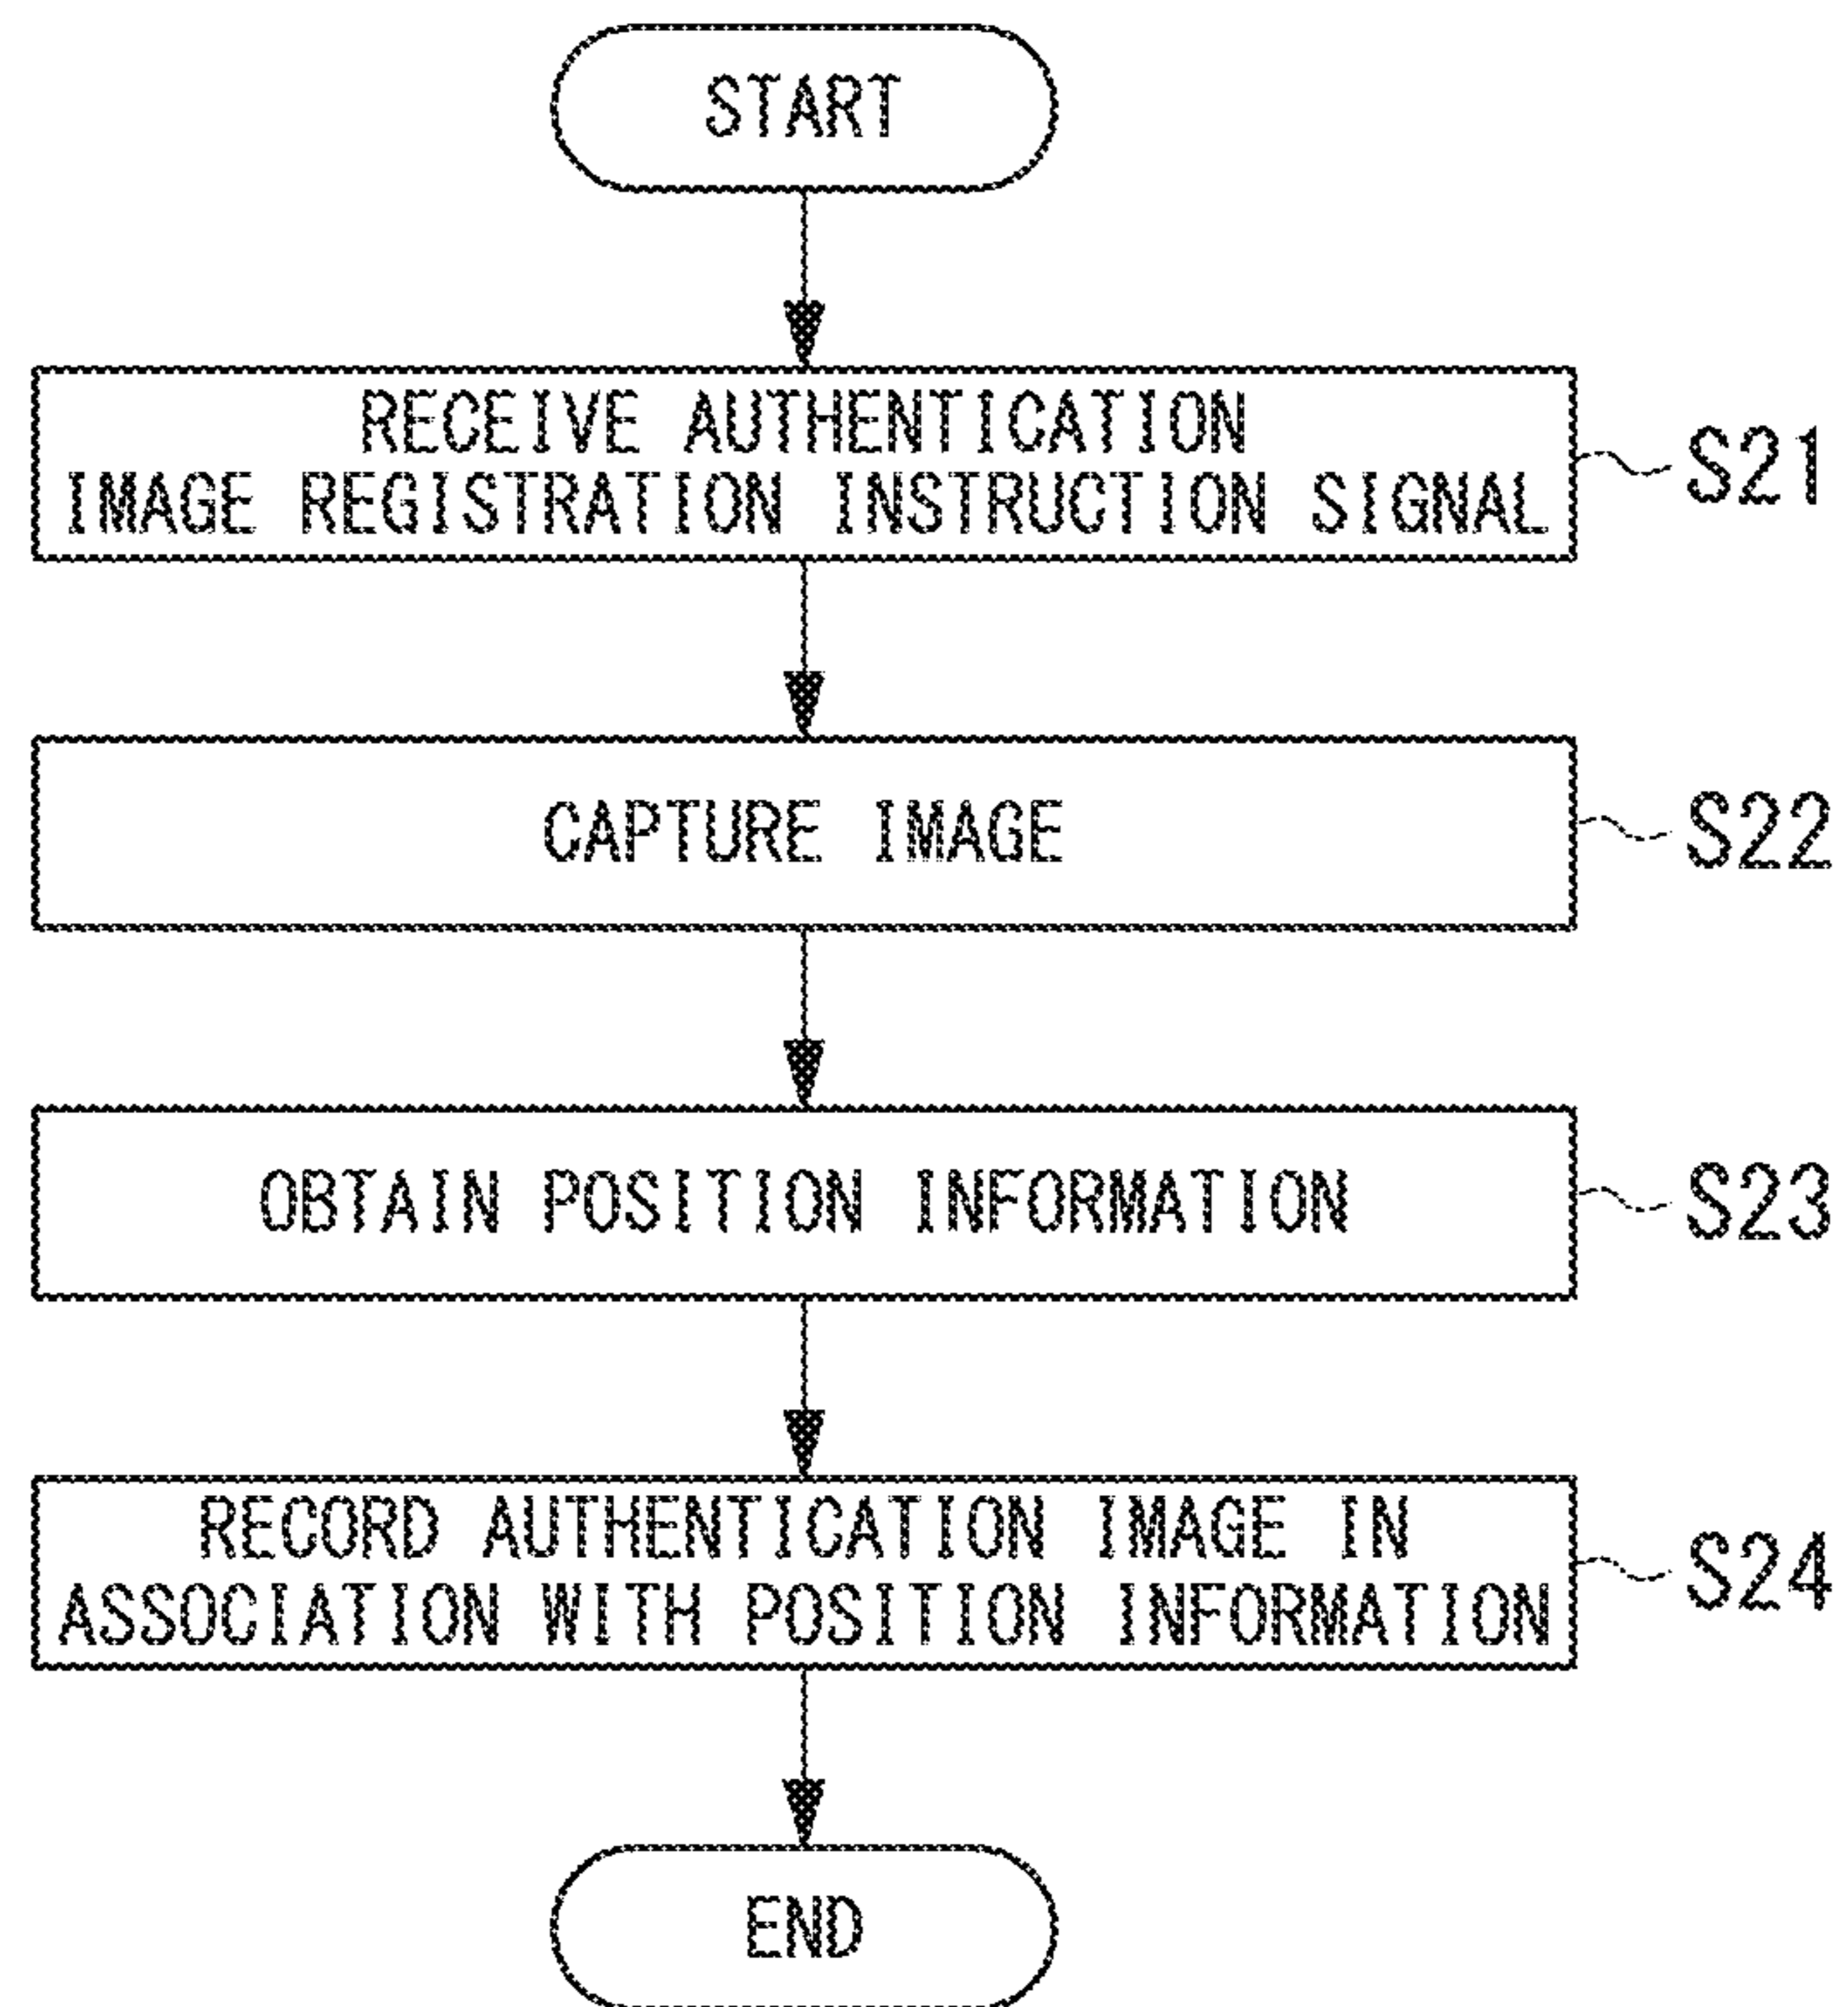 START
RECEIVE AUTHENTICATION
IMAGE REGISTRATION INSTRUCTION SIGNAL
S21
CAPTURE IMAGE
S22
OBTAIN POSITION INFORMATION
S23
RECORD AUTHENTICATION IMAGE IN
ASSOCIATION WITH POSITION INFORMATION
S24
END